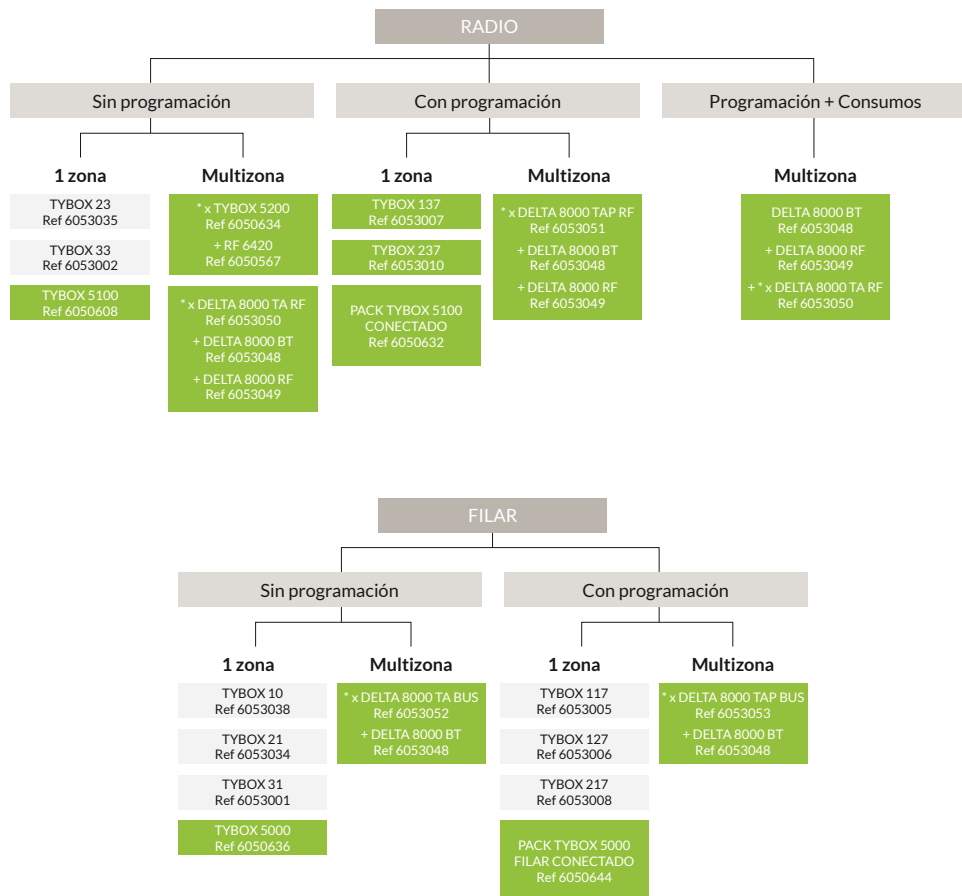 RADIO
Sin programación
Con programación
Programación + Consumos
1 zona
Multizona
1 zona
Multizona
Multizona
TYBOX 23
Ref 6053035
TYBOX 33
Ref 6053002
TYBOX 5100
Ref 6050608
* x TYBOX 5200
Ref 6050634
+ RF 6420
Ref 6050567
* x DELTA 8000 TA RF
Ref 6053050
+ DELTA 8000 BT
Ref 6053048
+ DELTA 8000 RF
Ref 6053049
TYBOX 137
Ref 6053007
TYBOX 237
Ref 6053010
PACK TYBOX 5100
CONECTADO
Ref 6050632
* x DELTA 8000 TAP RF
Ref 6053051
+ DELTA 8000 BT
Ref 6053048
+ DELTA 8000 RF
Ref 6053049
DELTA 8000 BT
Ref 6053048
+ DELTA 8000 RF
Ref 6053049
+ * x DELTA 8000 TA RF
Ref 6053050
FILAR
Sin programación
Con programación
1 zona
Multizona
1 zona
Multizona
TYBOX 10
Ref 6053038
TYBOX 21
Ref 6053034
TYBOX 31
Ref 6053001
TYBOX 5000
Ref 6050636
* x DELTA 8000 TA BUS
Ref 6053052
+ DELTA 8000 BT
Ref 6053048
TYBOX 117
Ref 6053005
TYBOX 127
Ref 6053006
TYBOX 217
Ref 6053008
PACK TYBOX 5000
FILAR CONECTADO
Ref 6050644
* x DELTA 8000 TAP BUS
Ref 6053053
+ DELTA 8000 BT
Ref 6053048